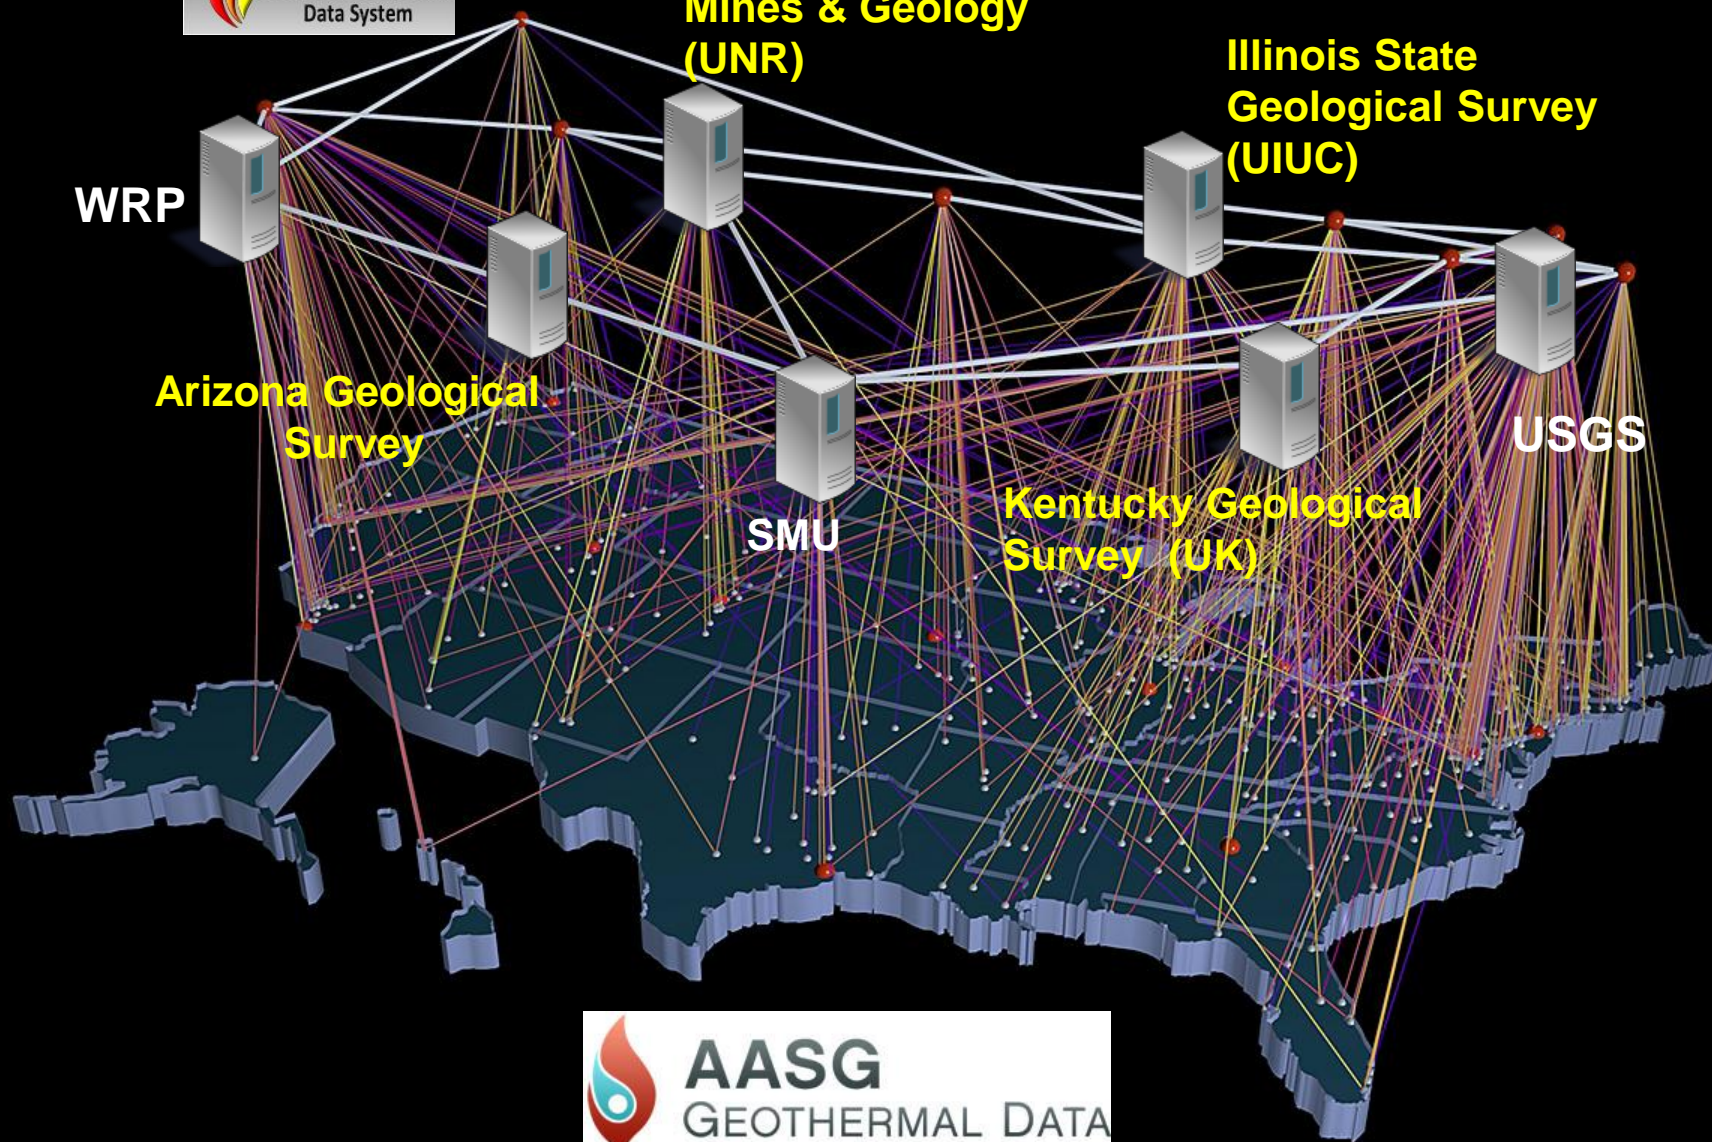 Data System
Mines & Geology
(UNR)
Illinois State
Geological Survey
(UIUC)
WRP
Arizona Geological
Survey
USGS
SMU
Kentucky Geological
Survey (UK)
AASG
GEOTHERMAL DATA